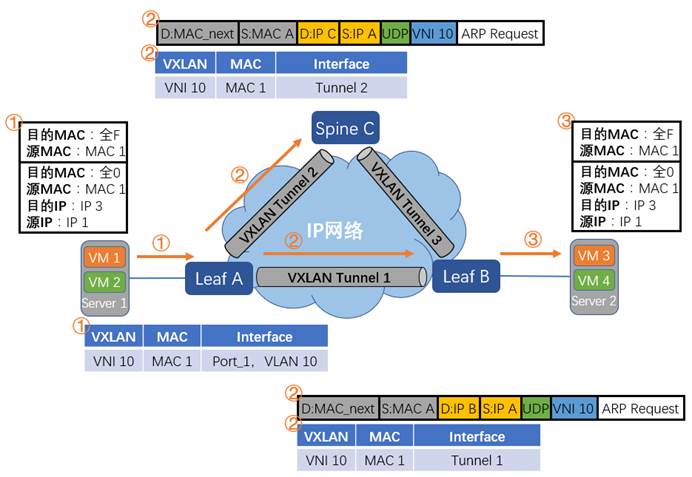 ②
D:MAC_next S:MAC A D:IP C S:IP A UDP VNI 10 ARP Request
②
VXLAN MAC Interface
VNI 10 MAC 1 Tunnel 2
①
目的MAC：全F
源MAC：MAC 1
目的MAC：全0
源MAC：MAC 1
目的IP：IP 3
源IP：IP 1
③
目的MAC：全F
源MAC：MAC 1
目的MAC：全0
源MAC：MAC 1
目的IP：IP 3
源IP：IP 1
Spine C
②
VXLAN Tunnel 2
VXLAN Tunnel 3
IP网络
①
②
③
VM 1
VM 2
Server 1
Leaf A
VXLAN Tunnel 1
Leaf B
VM 3
VM 4
Server 2
①
VXLAN MAC Interface
VNI 10 MAC 1 Port_1，VLAN 10
②
D:MAC_next S:MAC A D:IP B S:IP A UDP VNI 10 ARP Request
②
VXLAN MAC Interface
VNI 10 MAC 1 Tunnel 1